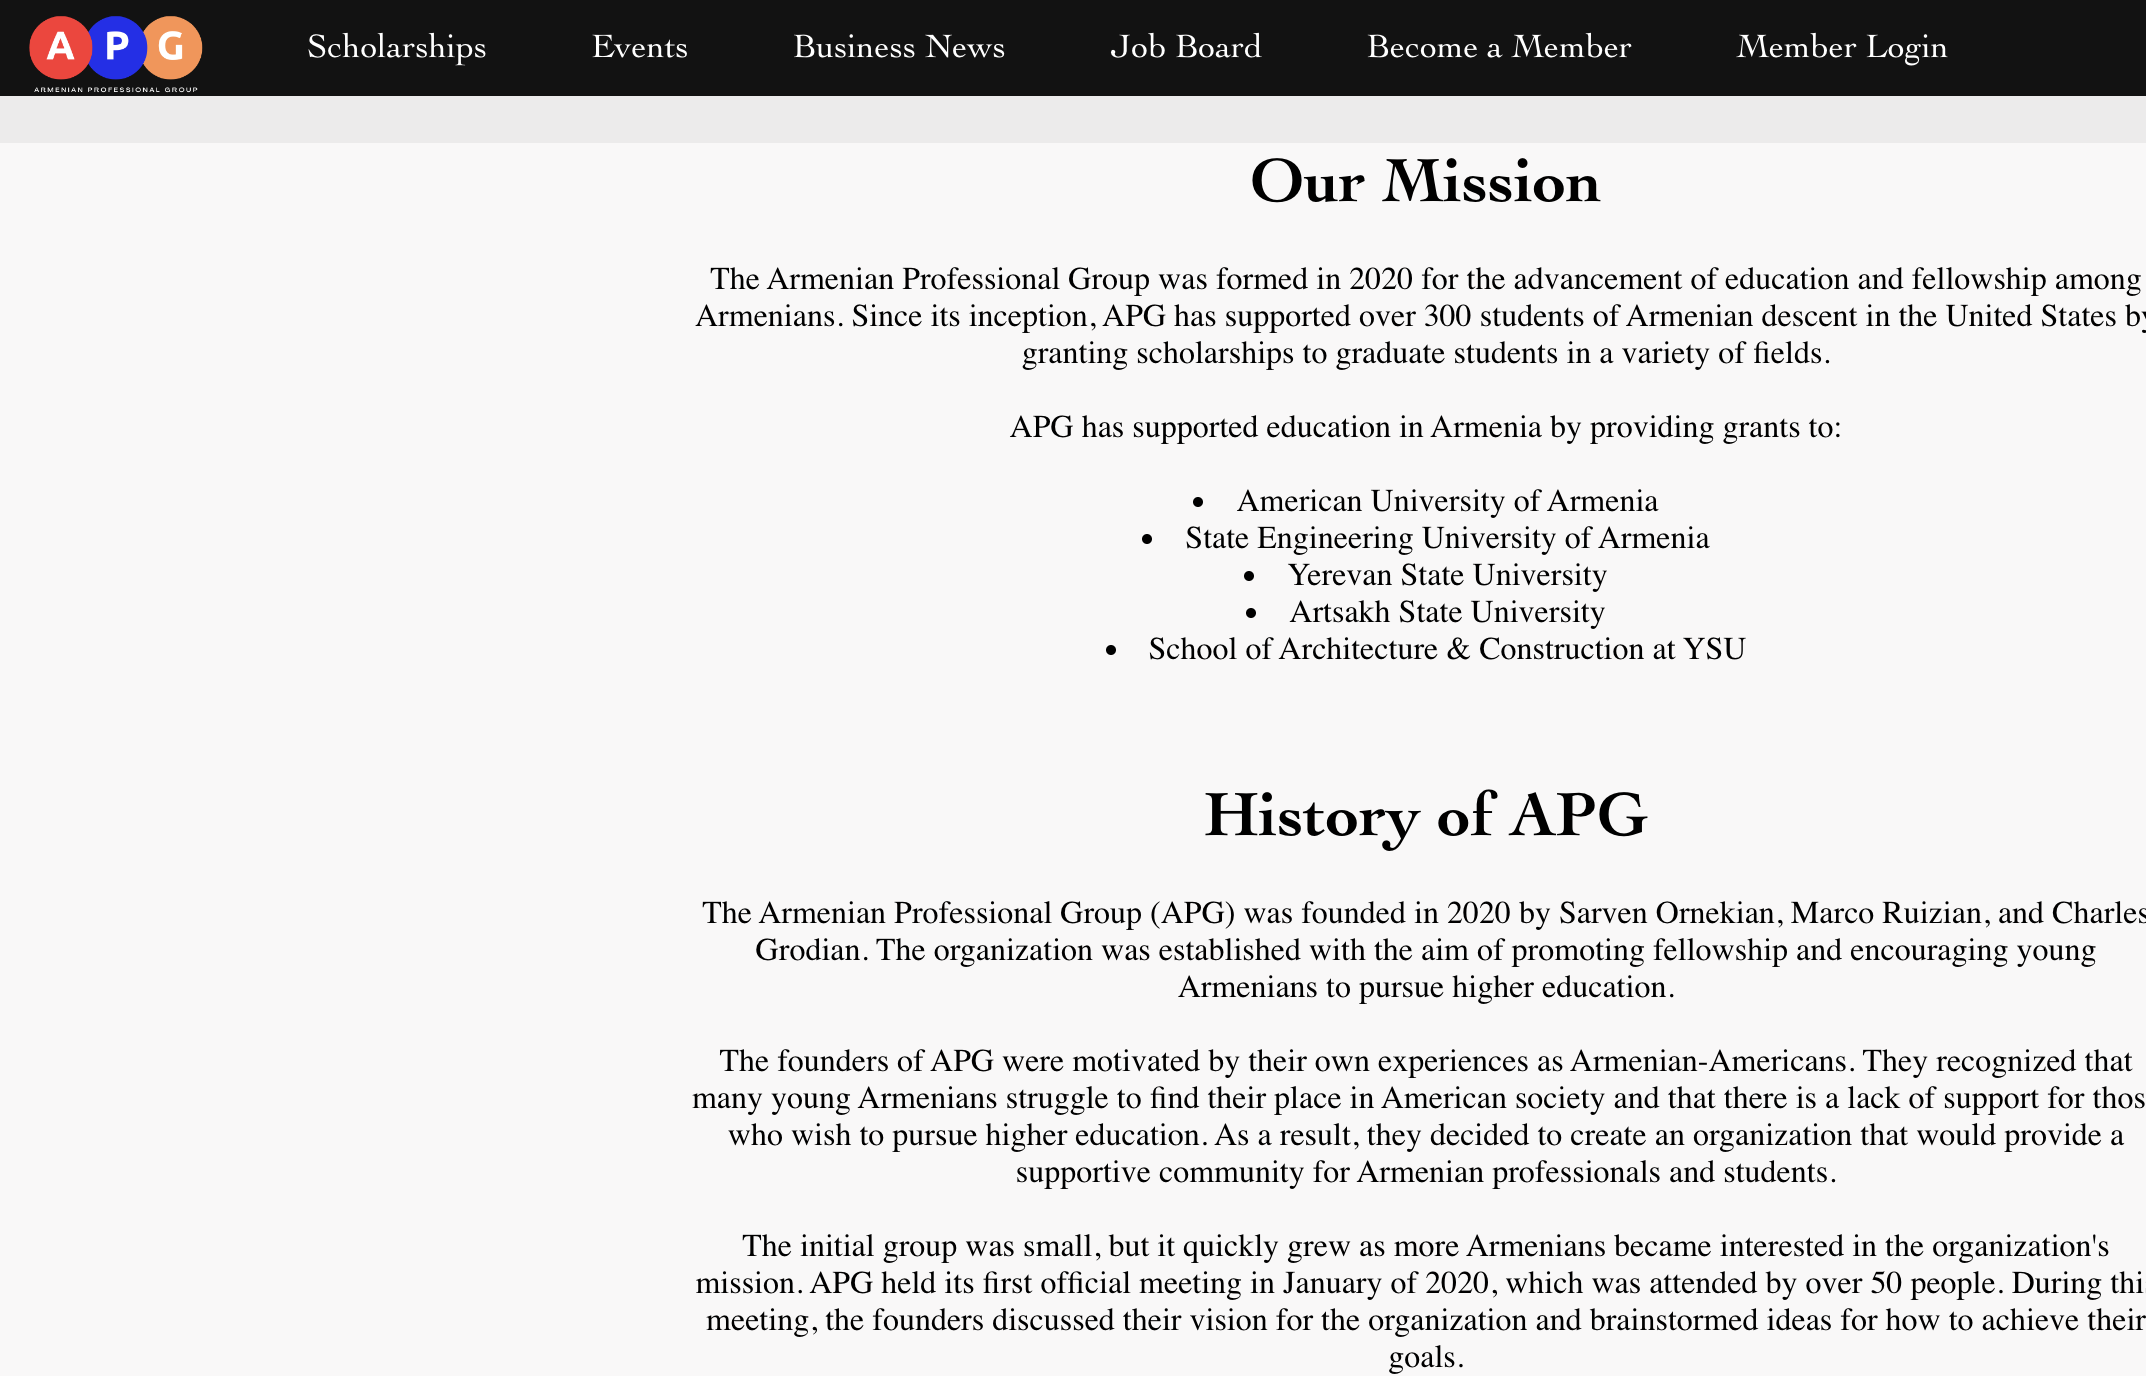 A P G
ARMENIAN PROFESSIONAL GROUP
Scholarships Events Business News Job Board Become a Member Member Login
Our Mission
The Armenian Professional Group was formed in 2020 for the advancement of education and fellowship among
Armenians. Since its inception, APG has supported over 300 students of Armenian descent in the United States by
granting scholarships to graduate students in a variety of fields.
APG has supported education in Armenia by providing grants to:
• American University of Armenia
• State Engineering University of Armenia
• Yerevan State University
• Artsakh State University
• School of Architecture & Construction at YSU
History of APG
The Armenian Professional Group (APG) was founded in 2020 by Sarven Ornekian, Marco Ruizian, and Charles
Grodian. The organization was established with the aim of promoting fellowship and encouraging young
Armenians to pursue higher education.
The founders of APG were motivated by their own experiences as Armenian-Americans. They recognized that
many young Armenians struggle to find their place in American society and that there is a lack of support for thos
who wish to pursue higher education. As a result, they decided to create an organization that would provide a
supportive community for Armenian professionals and students.
The initial group was small, but it quickly grew as more Armenians became interested in the organization's
mission. APG held its first official meeting in January of 2020, which was attended by over 50 people. During thi
meeting, the founders discussed their vision for the organization and brainstormed ideas for how to achieve their
goals.